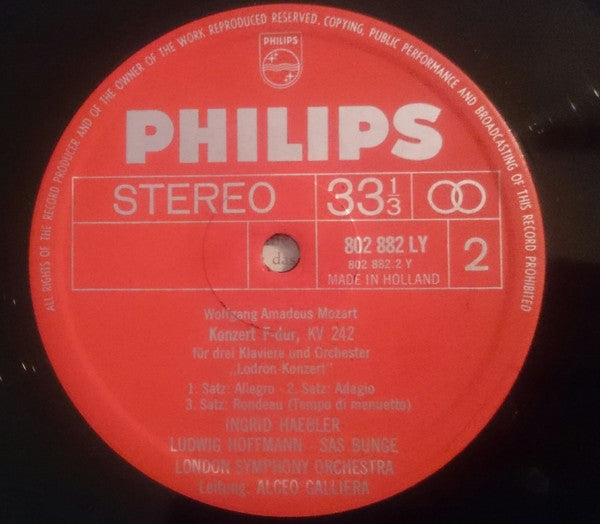 ALL RIGHTS OF THE RECORD PRODUCER AND OF THE OWNER OF THE WORK REPRODUCED RESERVED. COPYING, PUBLIC PERFORMANCE AND BROADCASTING OF THIS RECORD PROHIBITED
PHILIPS
PHILIPS
STEREO 33 1/3
802 882 LY
802 882.2 Y
MADE IN HOLLAND
2
das
Wolfgang Amadeus Mozart
Konzert F-dur, KV 242
für drei Klaviere und Orchester
„Lodron-Konzert"
1. Satz: Allegro - 2. Satz: Adagio
3. Satz: Rondeau (Tempo di menuetto)
INGRID HAEBLER
LUDWIG HOFFMANN - SAS BUNGE
LONDON SYMPHONY ORCHESTRA
Leitung: ALCEO GALLIERA